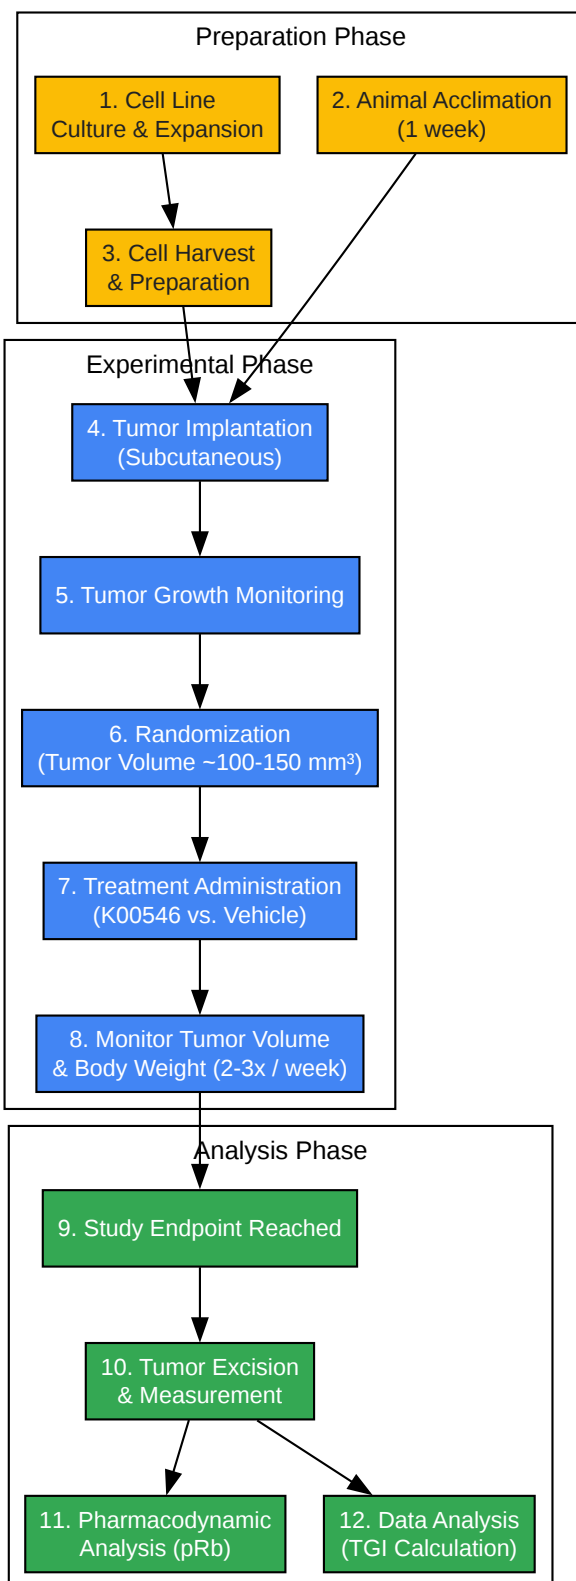 Preparation Phase
1. Cell Line
Culture & Expansion
2. Animal Acclimation
(1 week)
3. Cell Harvest
& Preparation
Experimental Phase
4. Tumor Implantation
(Subcutaneous)
5. Tumor Growth Monitoring
6. Randomization
(Tumor Volume ~100-150 mm³)
7. Treatment Administration
(K00546 vs. Vehicle)
8. Monitor Tumor Volume
& Body Weight (2-3x / week)
Analysis Phase
9. Study Endpoint Reached
10. Tumor Excision
& Measurement
11. Pharmacodynamic
Analysis (pRb)
12. Data Analysis
(TGI Calculation)